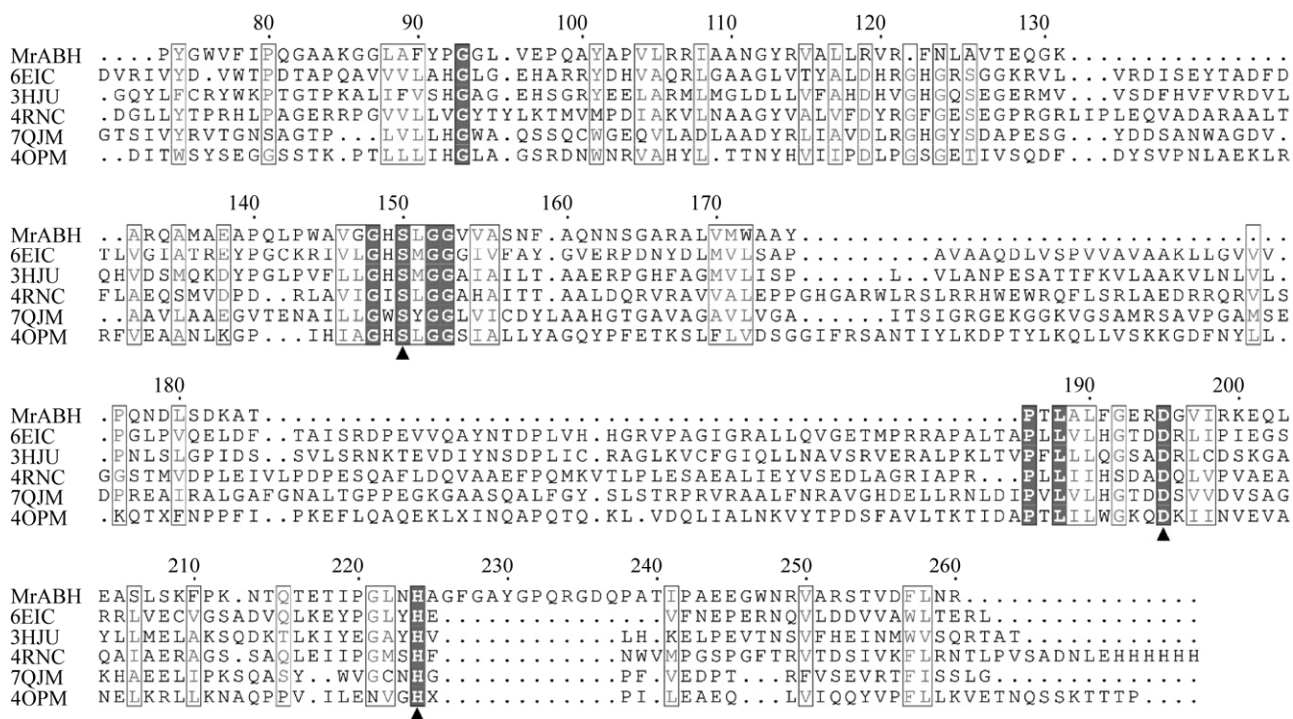 80 90 100 110 120 130
MrABH ....PYGWVFIPQGAAKGGLAFYPGGL.VEPQAYAPVLRRIAANGYRVALLRVR.FNLAVTEQGK...............
6EIC DVRIVYD.VWTPDTAPQAVVVLAHGLG.EHARRYDHVAQRLGAAGLVTYALDHRGHGRSGGKRVL...VRDISEYTADFD
3HJU .GQYLFCRYWKPTGTPKALIFVSHGAG.EHSGRYEELARMLMGLDLLVFAHDHVGHGQSEGERMV...VSDFHVFVRDVL
4RNC .DGLLYTPRHLPAGERRPGVVLLVGYTYLKTMVMPDIAKVLNAAGYVALVFDYRGFGESEGPRGRLIPLEQVADARAALT
7QJM GTSIVYRVTGNSAGTP...LVLLHGWA.QSSQCWGEQVLADLAADYRLIAVDLRGHGYSDAPESG...YDDSANWAGDV.
4OPM ..DITWSYSEGGSSTK.PTLLLIHGLA.GSRDNWNRVAHYL.TTNYHVIIPDLPGSGETIVSQDF...DYSVPNLAEKLR
140 150 160 170
MrABH ..ARQAMAEAPQLPWAVGGHSLGGVVASNF.AQNNSGARALVMWAAY...........................
6EIC TLVGIATREYPGCKRIVLGHSMGGGIVFAY.GVERPDNYDLMVLSAP........AVAAQDLVSPVVAVAAKLLGVVV.
3HJU QHVDSMQKDYPGLPVFLLGHSMGGAIAILT.AAERPGHFAGMVLISP.....L..VLANPESATTFKVLAAKVLNLVL.
4RNC FLAEQSMVDPD..RLAVIGISLGGAHAITT.AALDQRVRAVVALEPPGHGARWLRSLRRHWEWRQFLSRLAEDRRQRVLS
7QJM ..AAVLAAEGVTENAILLGWSYGGLVICDYLAAHGTGAVAGAVLVGA....ITSIGRGEKGGKVGSAMRSAVPGAMSE
4OPM RFVEAANLKGP...IHIAGHSLGGSIALLYAGQYPFETKSLFLVDSGGIFRSANTIYLKDPTYLKQLLVSKKGDFNYLL.
180 190 200
MrABH .PQNDLSDKAT.........................................PTLALFGERDGVIRKEQL
6EIC .PGLPVQELDF..TAISRDPEVVQAYNTDPLVH.HGRVPAGIGRALLQVGETMPRRAPALTAPLLVLHGTDDRLIPIEGS
3HJU .PNLSLGPIDS..SVLSRNKTEVDIYNSDPLIC.RAGLKVCFGIQLLNAVSRVERALPKLTVPFLLLQGSADRLCDSKGA
4RNC GGSTMVDPLEIVLPDPESQAFLDQVAAEFPQMKVTLPLESAEALIEYVSEDLAGRIAPR...PLLIIHSDADQLVPVAEA
7QJM DPREAIRALGAFGNALTGPPEGKGAASQALFGY.SLSTRPRVRAALFNRAVGHDELLRNLDIPVLVLHGTDDSVVDVSAG
4OPM .KQTXFNPPFI..PKEFLQAQEKLXINQAPQTQ.KL.VDQLIALNKVYTPDSFAVLTKTIDAPTLILWGKQDKIINVEVA
210 220 230 240 250 260
MrABH EASLSKFPK.NTQTETIPGLNHAGFGAYGPQRGDQPATIPAEEGWNRVARSTVDFLNR................
6EIC RRLVECVGSADVQLKEYPGLYHE...............VFNEPERNQVLDDVVAWLTERL..............
3HJU YLLMELAKSQDKTLKIYEGAYHV............LH.KELPEVTNSVFHEINMWVSQRTAT............
4RNC QAIAERAGS.SAQLEIIPGMSHF............NWVMPGSPGFTRVTDSIVKFLRNTLPVSADNLEHHHHHH
7QJM KHAEELIPKSQASY..WVGCNHG............PF.VEDPT...RFVSEVRTFISSLG..............
4OPM NELKRLLKNAQPPV.ILENVGHX............PI.LEAEQ...LVIQQYVPFLLKVETNQSSKTTTP....